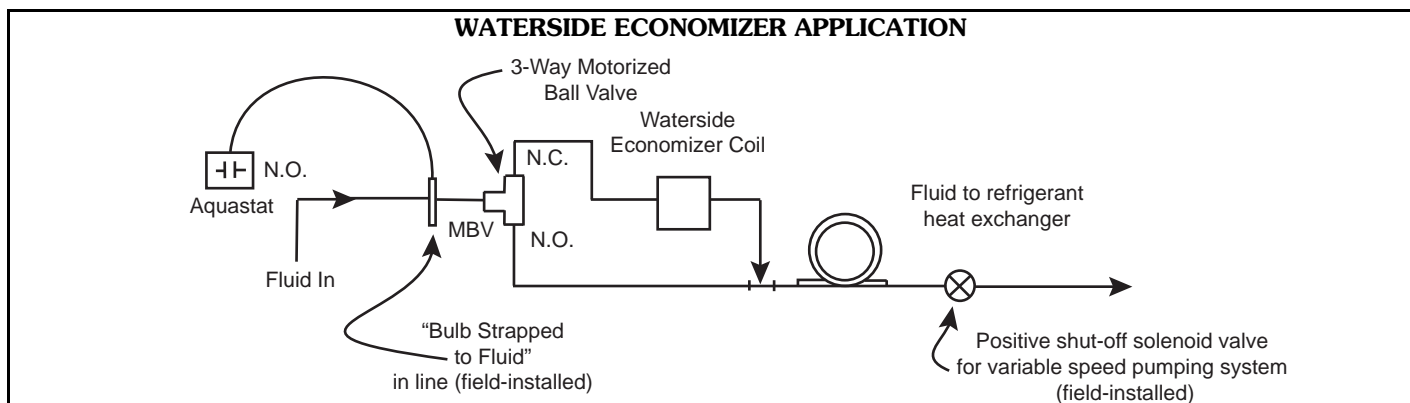 WATERSIDE ECONOMIZER APPLICATION
3-Way Motorized
Ball Valve
Waterside
Economizer Coil
N.C.
N.O.
Aquastat
MBV
N.O.
Fluid to refrigerant
heat exchanger
Fluid In
“Bulb Strapped
to Fluid”
in line (field-installed)
Positive shut-off solenoid valve
for variable speed pumping system
(field-installed)